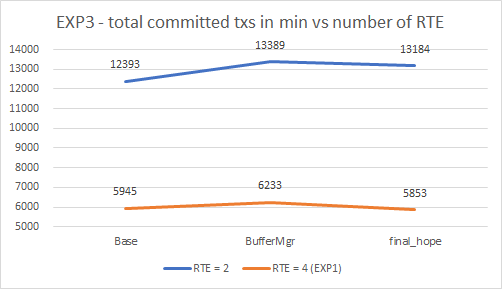 EXP3 - total committed txs in min vs number of RTE
14000
13000
12000
11000
10000
9000
8000
7000
6000
5000
12393
13389
13184
5945
6233
5853
Base
BufferMgr
final_hope
RTE = 2
RTE = 4 (EXP1)